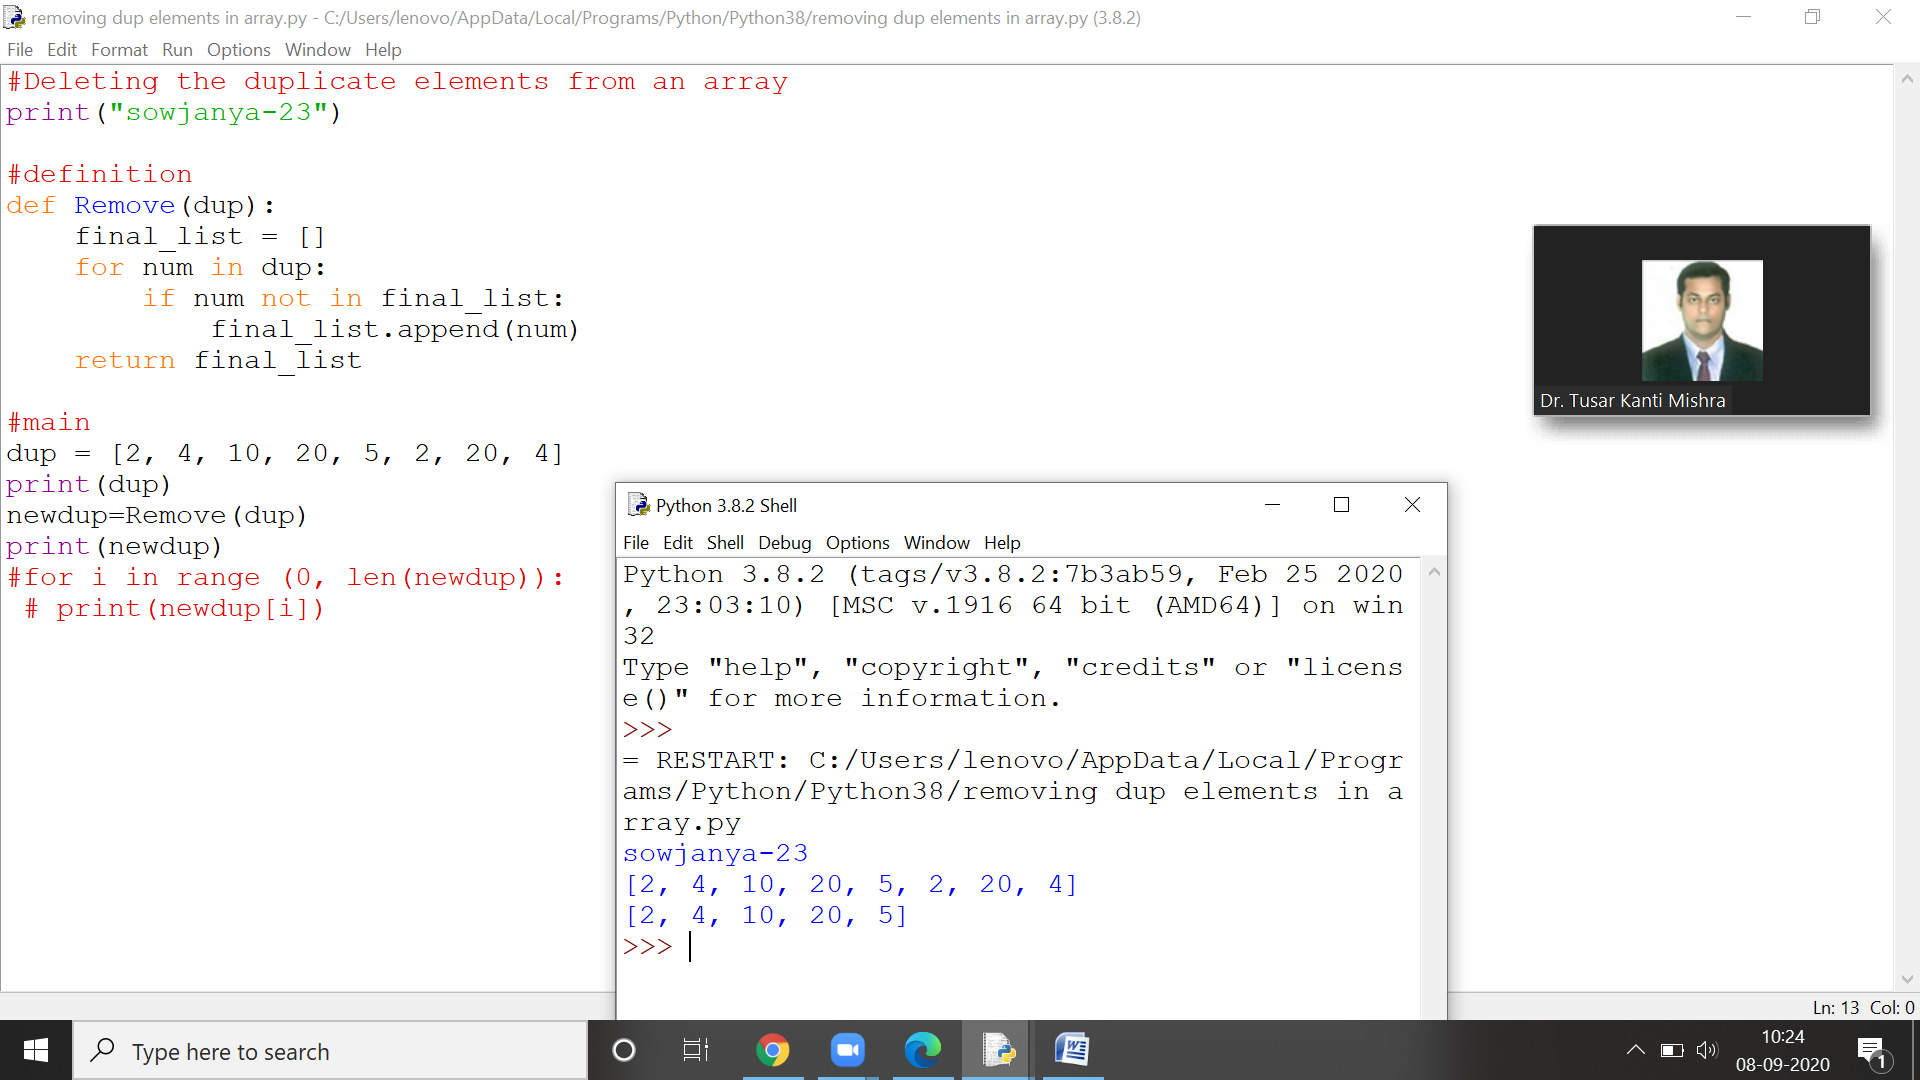 removing dup elements in array.py - C:/Users/lenovo/AppData/Local/Programs/Python/Python38/removing dup elements in array.py (3.8.2)
File Edit Format Run Options Window Help
#Deleting the duplicate elements from an array
print("sowjanya-23")
#definition
def Remove(dup):
    final_list = []
    for num in dup:
        if num not in final_list:
            final_list.append(num)
    return final_list
#main
dup = [2, 4, 10, 20, 5, 2, 20, 4]
print(dup)
newdup=Remove(dup)
print(newdup)
#for i in range (0, len(newdup)):
 # print(newdup[i])
Dr. Tusar Kanti Mishra
Python 3.8.2 Shell
File Edit Shell Debug Options Window Help
Python 3.8.2 (tags/v3.8.2:7b3ab59, Feb 25 2020
, 23:03:10) [MSC v.1916 64 bit (AMD64)] on win
32
Type "help", "copyright", "credits" or "licens
e()" for more information.
>>>
= RESTART: C:/Users/lenovo/AppData/Local/Progr
ams/Python/Python38/removing dup elements in a
rray.py
sowjanya-23
[2, 4, 10, 20, 5, 2, 20, 4]
[2, 4, 10, 20, 5]
>>>
Ln: 13 Col: 0
Type here to search
W
10:24
08-09-2020
1